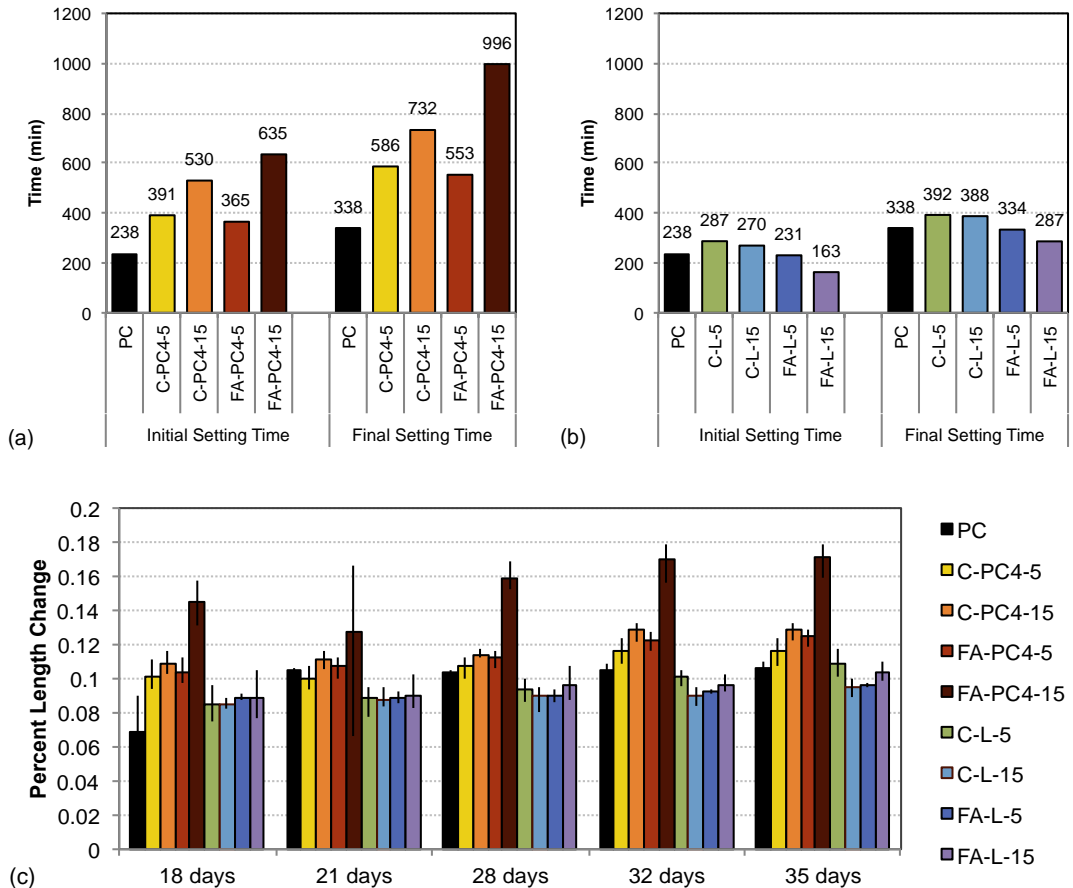 1200
1000
800
600
400
200
0
Time (min)
238
391
530
365
635
338
586
732
553
996
PC
C-PC4-5
C-PC4-15
FA-PC4-5
FA-PC4-15
PC
C-PC4-5
C-PC4-15
FA-PC4-5
FA-PC4-15
Initial Setting Time
Final Setting Time
(a)
1200
1000
800
600
400
200
0
Time (min)
238
287
270
231
163
338
392
388
334
287
PC
C-L-5
C-L-15
FA-L-5
FA-L-15
PC
C-L-5
C-L-15
FA-L-5
FA-L-15
Initial Setting Time
Final Setting Time
(b)
0.2
0.18
0.16
0.14
0.12
0.1
0.08
0.06
0.04
0.02
0
Percent Length Change
18 days
21 days
28 days
32 days
35 days
(c)
PC
C-PC4-5
C-PC4-15
FA-PC4-5
FA-PC4-15
C-L-5
C-L-15
FA-L-5
FA-L-15